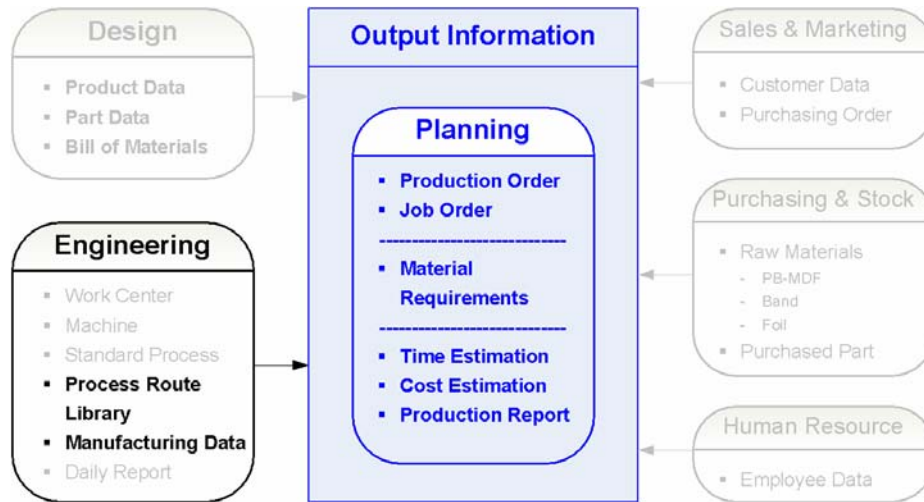 Design
▪ Product Data
▪ Part Data
▪ Bill of Materials
Engineering
▪ Work Center
▪ Machine
▪ Standard Process
▪ Process Route
Library
▪ Manufacturing Data
▪ Daily Report
Output Information
Planning
▪ Production Order
▪ Job Order
------------------------------
▪ Material
Requirements
------------------------------
▪ Time Estimation
▪ Cost Estimation
▪ Production Report
Sales & Marketing
▪ Customer Data
▪ Purchasing Order
Purchasing & Stock
▪ Raw Materials
- PB-MDF
- Band
- Foil
▪ Purchased Part
Human Resource
▪ Employee Data